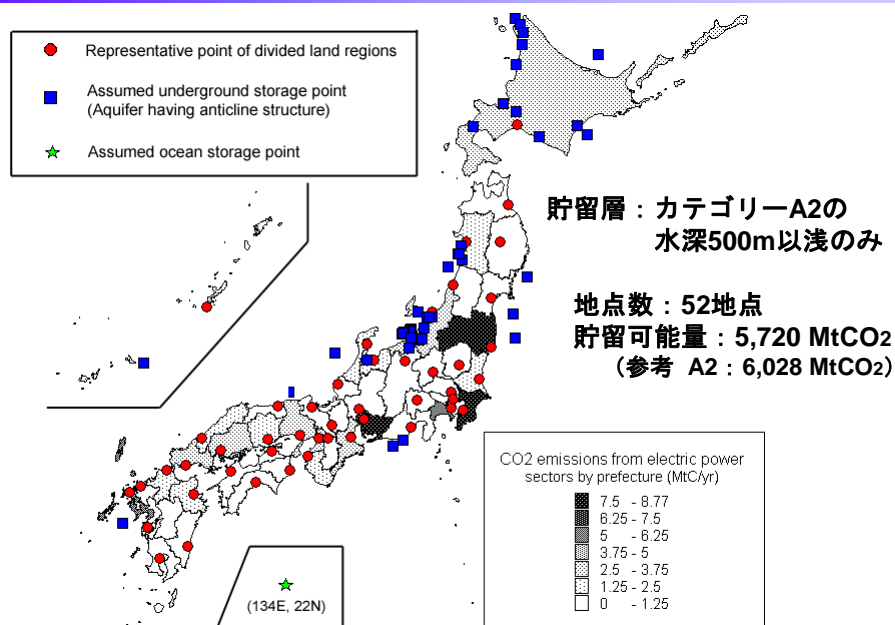 Representative point of divided land regions
Assumed underground storage point
(Aquifer having anticline structure)
Assumed ocean storage point
貯留層：カテゴリーA2の
水深500m以浅のみ
地点数：52地点
貯留可能量：5,720 MtCO2
（参考 A2：6,028 MtCO2）
CO2 emissions from electric power
sectors by prefecture (MtC/yr)
7.5 - 8.77
6.25 - 7.5
5 - 6.25
3.75 - 5
2.5 - 3.75
1.25 - 2.5
0 - 1.25
(134E, 22N)